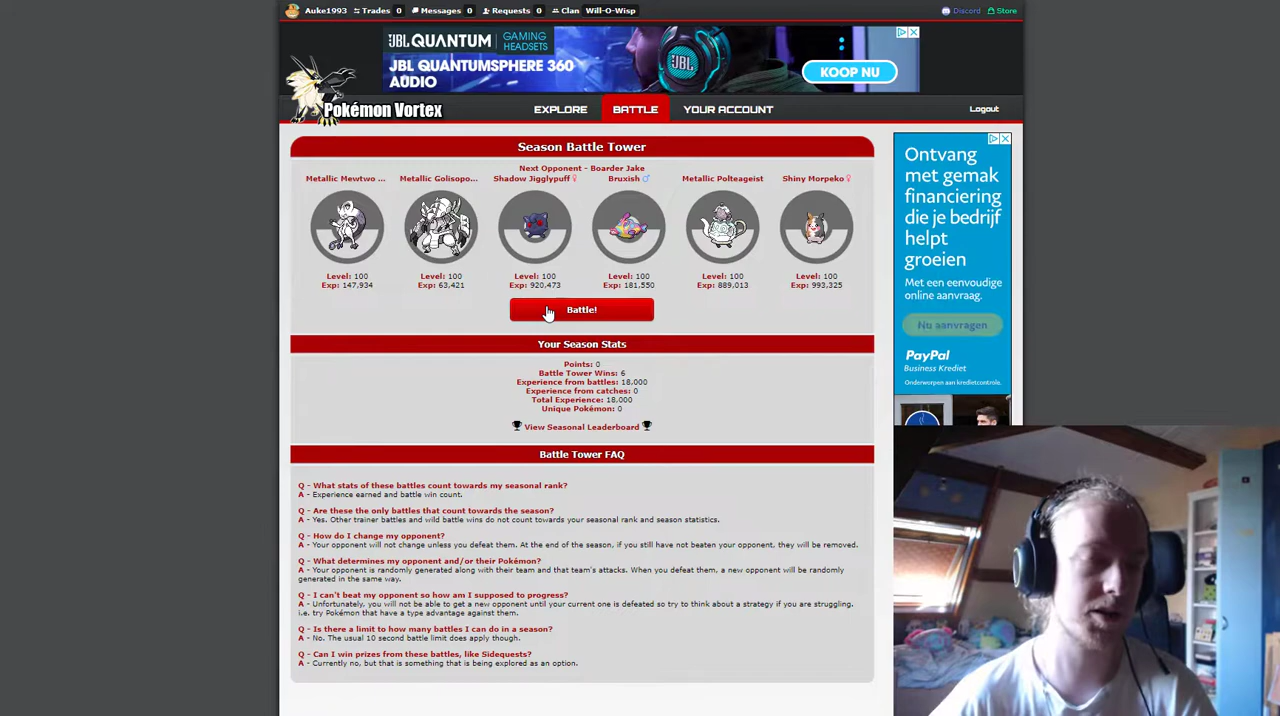 Auke1993 Trades 0 Messages 0 Requests 0 Clan Will-O-Wisp Discord Store
JBL QUANTUM GAMING HEADSETS
JBL QUANTUMSPHERE 360
AUDIO
KOOP NU
JBL
Pokémon Vortex
EXPLORE BATTLE YOUR ACCOUNT Logout
Season Battle Tower
Next Opponent - Boarder Jake
Metallic Mewtwo ... Metallic Golisopo... Shadow Jigglypuff ♀ Bruxish ♂ Metallic Polteageist Shiny Morpeko ♀
Level: 100 Level: 100 Level: 100 Level: 100 Level: 100 Level: 100
Exp: 147,934 Exp: 63,421 Exp: 920,473 Exp: 181,550 Exp: 889,013 Exp: 993,325
Battle!
Your Season Stats
Points: 0
Battle Tower Wins: 6
Experience from battles: 18,000
Experience from catches: 0
Total Experience: 18,000
Unique Pokémon: 0
View Seasonal Leaderboard
Battle Tower FAQ
Q - What stats of these battles count towards my seasonal rank?
A - Experience earned and battle win count.
Q - Are these the only battles that count towards the season?
A - Yes. Other trainer battles and wild battle wins do not count towards your seasonal rank and season statistics.
Q - How do I change my opponent?
A - Your opponent will not change unless you defeat them. At the end of the season, if you still have not beaten your opponent, they will be removed.
Q - What determines my opponent and/or their Pokémon?
A - Your opponent is randomly generated along with their team and that team's attacks. When you defeat them, a new opponent will be randomly
generated in the same way.
Q - I can't beat my opponent so how am I supposed to progress?
A - Unfortunately, you will not be able to get a new opponent until your current one is defeated so try to think about a strategy if you are struggling.
i.e. try Pokémon that have a type advantage against them.
Q - Is there a limit to how many battles I can do in a season?
A - No. The usual 10 second battle limit does apply though.
Q - Can I win prizes from these battles, like Sidequests?
A - Currently no, but that is something that is being explored as an option.
Ontvang
met gemak
financiering
die je bedrijf
helpt
groeien
Met een eenvoudige
online aanvraag.
Nu aanvragen
PayPal
Business Krediet
Onderworpen aan kredietcontrole.